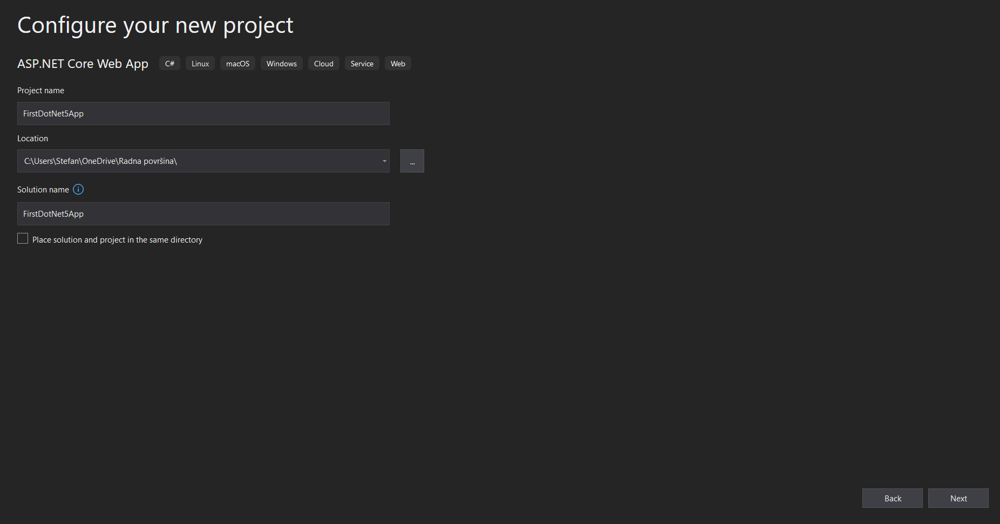 Configure your new project
ASP.NET Core Web App C# Linux macOS Windows Cloud Service Web
Project name
FirstDotNet5App
Location
C:\Users\Stefan\OneDrive\Radna površina\
...
Solution name
FirstDotNet5App
Place solution and project in the same directory
Back Next